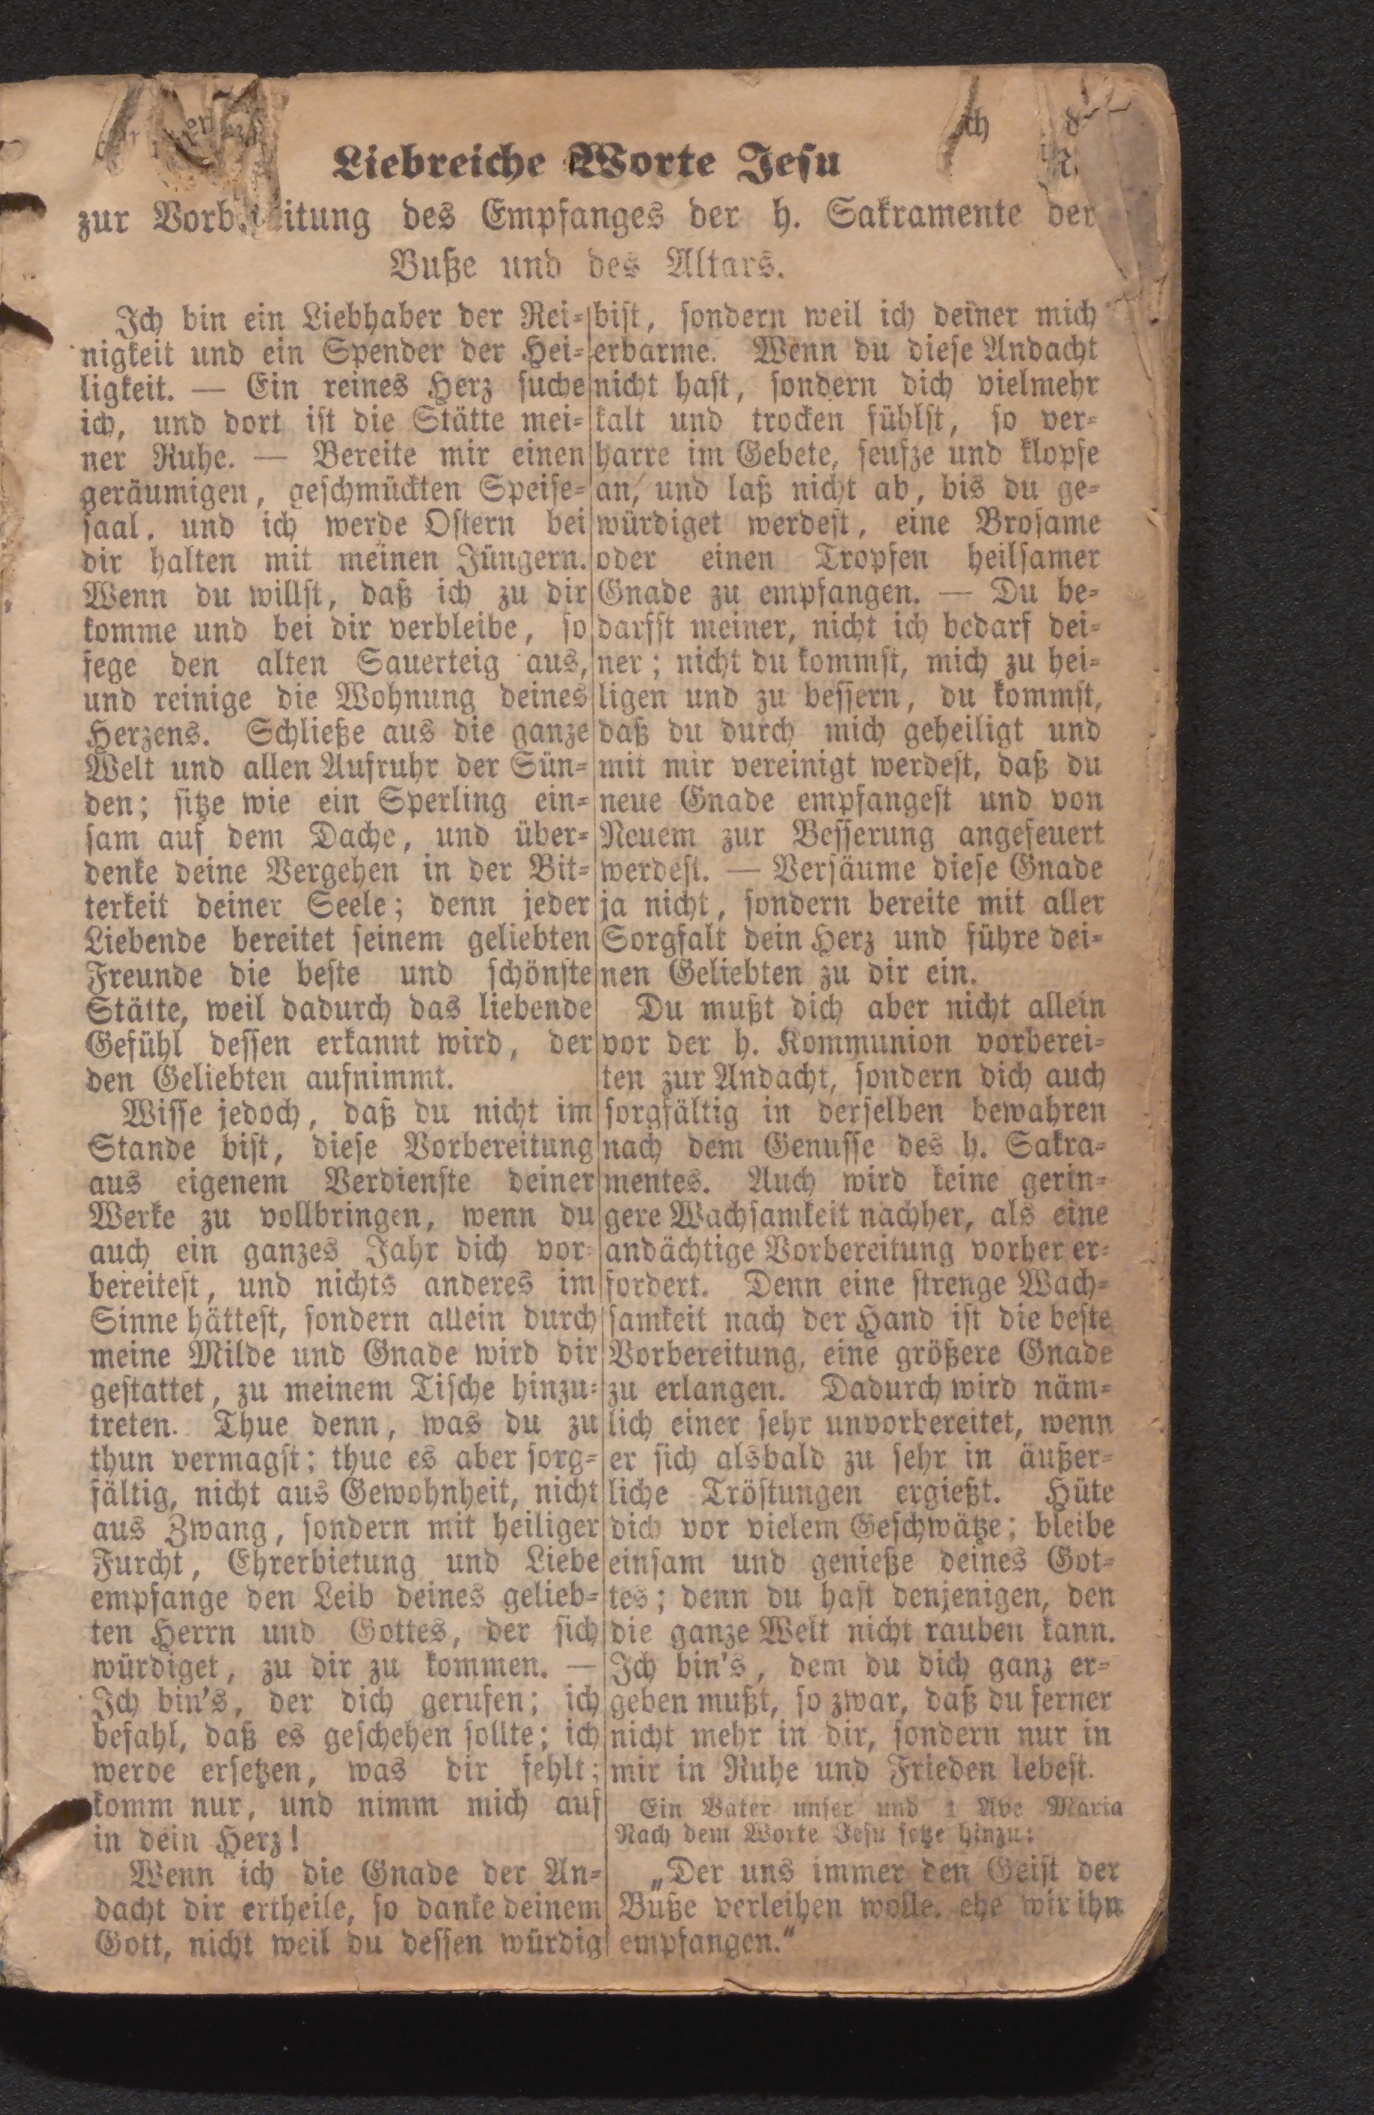 Liebreiche Worte Jesu
zur Vorb itung des Empfanges der h. Sakramente der
Buße und des Altars.
Ich bin ein Liebhaber der Rei-
nigkeit und ein Spender der Hei-
ligkeit. — Ein reines Herz suche
ich, und dort ist die Stätte mei-
ner Ruhe. — Bereite mir einen
geräumigen, geschmückten Speise-
saal, und ich werde Ostern bei
dir halten mit meinen Jüngern.
Wenn du willst, daß ich zu dir
komme und bei dir verbleibe, so
fege den alten Sauerteig aus,
und reinige die Wohnung deines
Herzens. Schließe aus die ganze
Welt und allen Aufruhr der Sün-
den; sitze wie ein Sperling ein-
sam auf dem Dache, und über-
denke deine Vergehen in der Bit-
terkeit deiner Seele; denn jeder
Liebende bereitet seinem geliebten
Freunde die beste und schönste
Stätte, weil dadurch das liebende
Gefühl dessen erkannt wird, der
den Geliebten aufnimmt.
Wisse jedoch, daß du nicht im
Stande bist, diese Vorbereitung
aus eigenem Verdienste deiner
Werke zu vollbringen, wenn du
auch ein ganzes Jahr dich vor-
bereitest, und nichts anderes im
Sinne hättest, sondern allein durch
meine Milde und Gnade wird dir
gestattet, zu meinem Tische hinzu-
treten. Thue denn, was du zu
thun vermagst; thue es aber sorg-
fältig, nicht aus Gewohnheit, nicht
aus Zwang, sondern mit heiliger
Furcht, Ehrerbietung und Liebe
empfange den Leib deines gelieb-
ten Herrn und Gottes, der sich
würdiget, zu dir zu kommen. —
Ich bin's, der dich gerufen; ich
befahl, daß es geschehen sollte; ich
werde ersetzen, was dir fehlt;
komm nur, und nimm mich auf
in dein Herz!
Wenn ich die Gnade der An-
dacht dir ertheile, so danke deinem
Gott, nicht weil du dessen würdig
bist, sondern weil ich deiner mich
erbarme. Wenn du diese Andacht
nicht hast, sondern dich vielmehr
kalt und trocken fühlst, so ver-
harre im Gebete, seufze und klopfe
an, und laß nicht ab, bis du ge-
würdiget werdest, eine Brosame
oder einen Tropfen heilsamer
Gnade zu empfangen. — Du be-
darfst meiner, nicht ich bedarf dei-
ner; nicht du kommst, mich zu hei-
ligen und zu bessern, du kommst,
daß du durch mich geheiligt und
mit mir vereinigt werdest, daß du
neue Gnade empfangest und von
Neuem zur Besserung angefeuert
werdest. — Versäume diese Gnade
ja nicht, sondern bereite mit aller
Sorgfalt dein Herz und führe dei-
nen Geliebten zu dir ein.
Du mußt dich aber nicht allein
vor der h. Kommunion vorberei-
ten zur Andacht, sondern dich auch
sorgfältig in derselben bewahren
nach dem Genusse des h. Sakra-
mentes. Auch wird keine gerin-
gere Wachsamkeit nachher, als eine
andächtige Vorbereitung vorher er-
fordert. Denn eine strenge Wach-
samkeit nach der Hand ist die beste
Vorbereitung, eine größere Gnade
zu erlangen. Dadurch wird näm-
lich einer sehr unvorbereitet, wenn
er sich alsbald zu sehr in äußer-
liche Tröstungen ergießt. Hüte
dich vor vielem Geschwätze; bleibe
einsam und genieße deines Got-
tes; denn du hast denjenigen, den
die ganze Welt nicht rauben kann.
Ich bin's, dem du dich ganz er-
geben mußt, so zwar, daß du ferner
nicht mehr in dir, sondern nur in
mir in Ruhe und Frieden lebest.
Ein Vater unser und 1 Ave Maria
Nach dem Worte Jesu setze hinzu:
„Der uns immer den Geist der
Buße verleihen wolle, ehe wir ihn
empfangen."